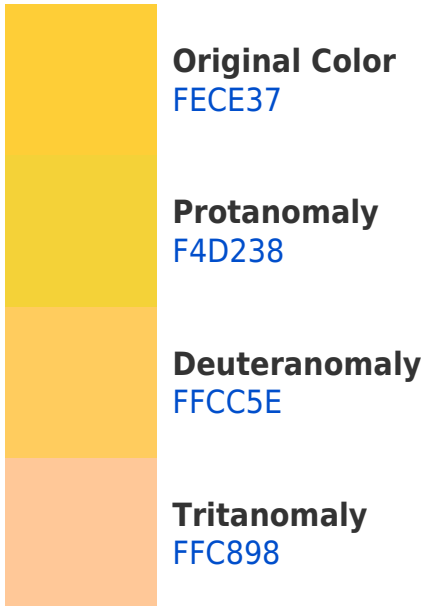 Original Color
FECE37
Protanomaly
F4D238
Deuteranomaly
FFCC5E
Tritanomaly
FFC898